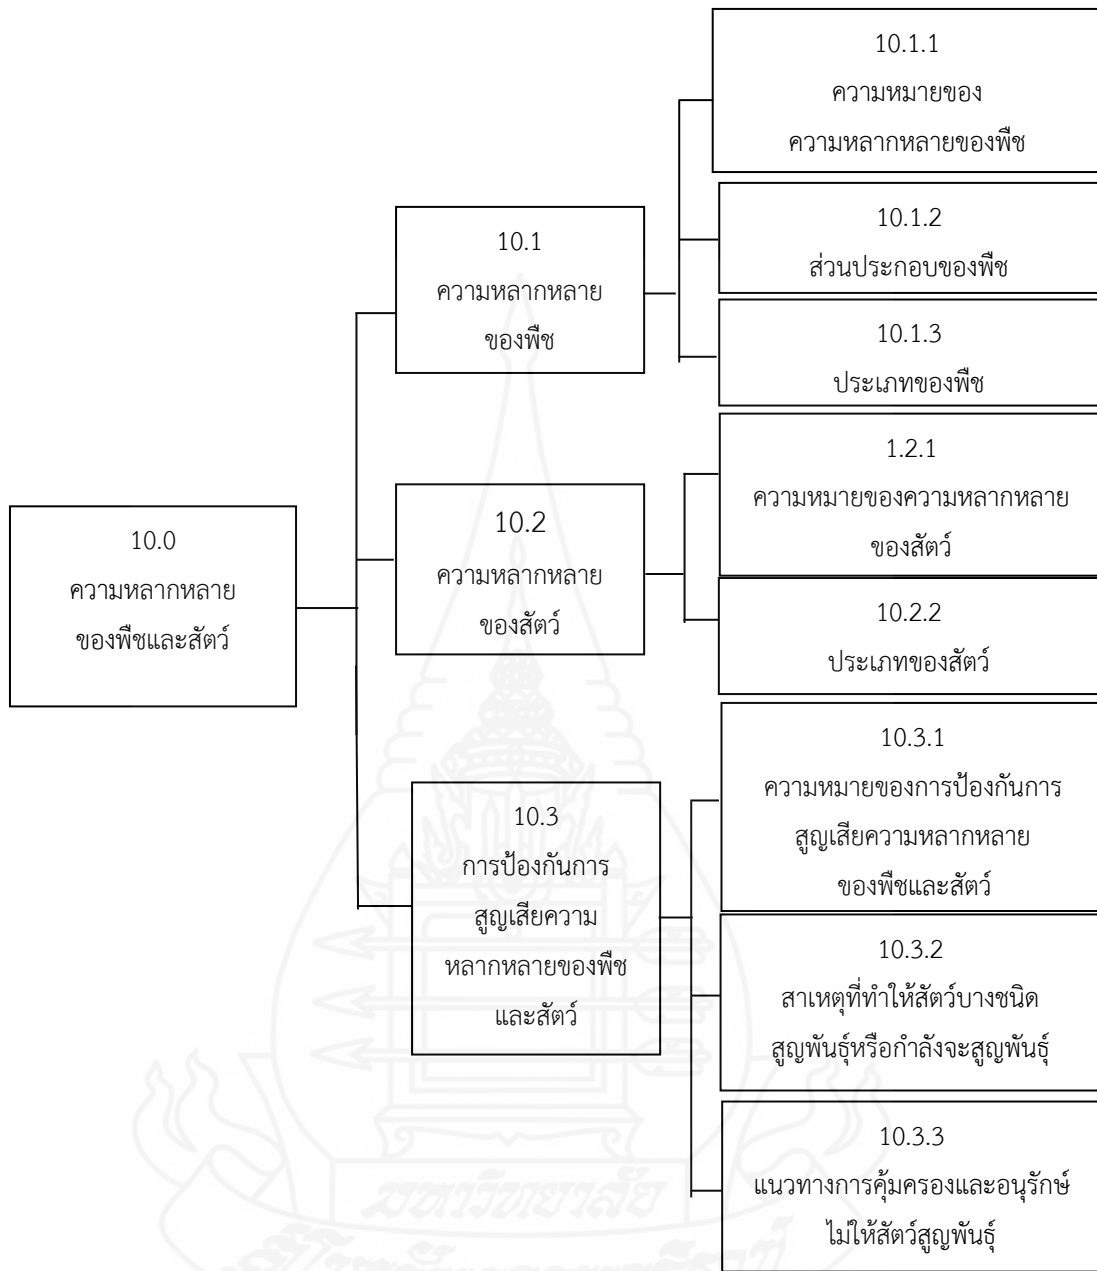 10.0
ความหลากหลาย
ของพืชและสัตว์
10.1
ความหลากหลาย
ของพืช
10.1.1
ความหมายของ
ความหลากหลายของพืช
10.1.2
ส่วนประกอบของพืช
10.1.3
ประเภทของพืช
10.2
ความหลากหลาย
ของสัตว์
1.2.1
ความหมายของความหลากหลาย
ของสัตว์
10.2.2
ประเภทของสัตว์
10.3
การป้องกันการ
สูญเสียความ
หลากหลายของพืช
และสัตว์
10.3.1
ความหมายของการป้องกันการ
สูญเสียความหลากหลาย
ของพืชและสัตว์
10.3.2
สาเหตุที่ทำให้สัตว์บางชนิด
สูญพันธุ์หรือกำลังจะสูญพันธุ์
10.3.3
แนวทางการคุ้มครองและอนุรักษ์
ไม่ให้สัตว์สูญพันธุ์
มหาวิทยาลัย